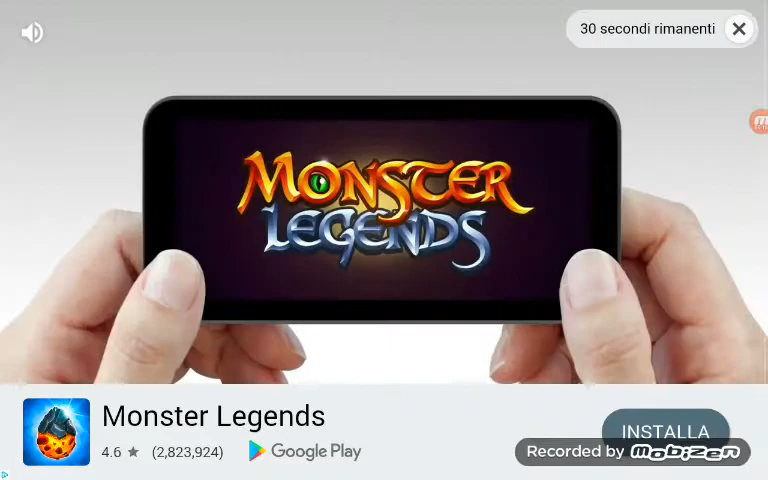 30 secondi rimanenti
MONSTER
LEGENDS
Monster Legends
4.6 ★ (2,823,924)
Google Play
INSTALLA
Recorded by mobizen